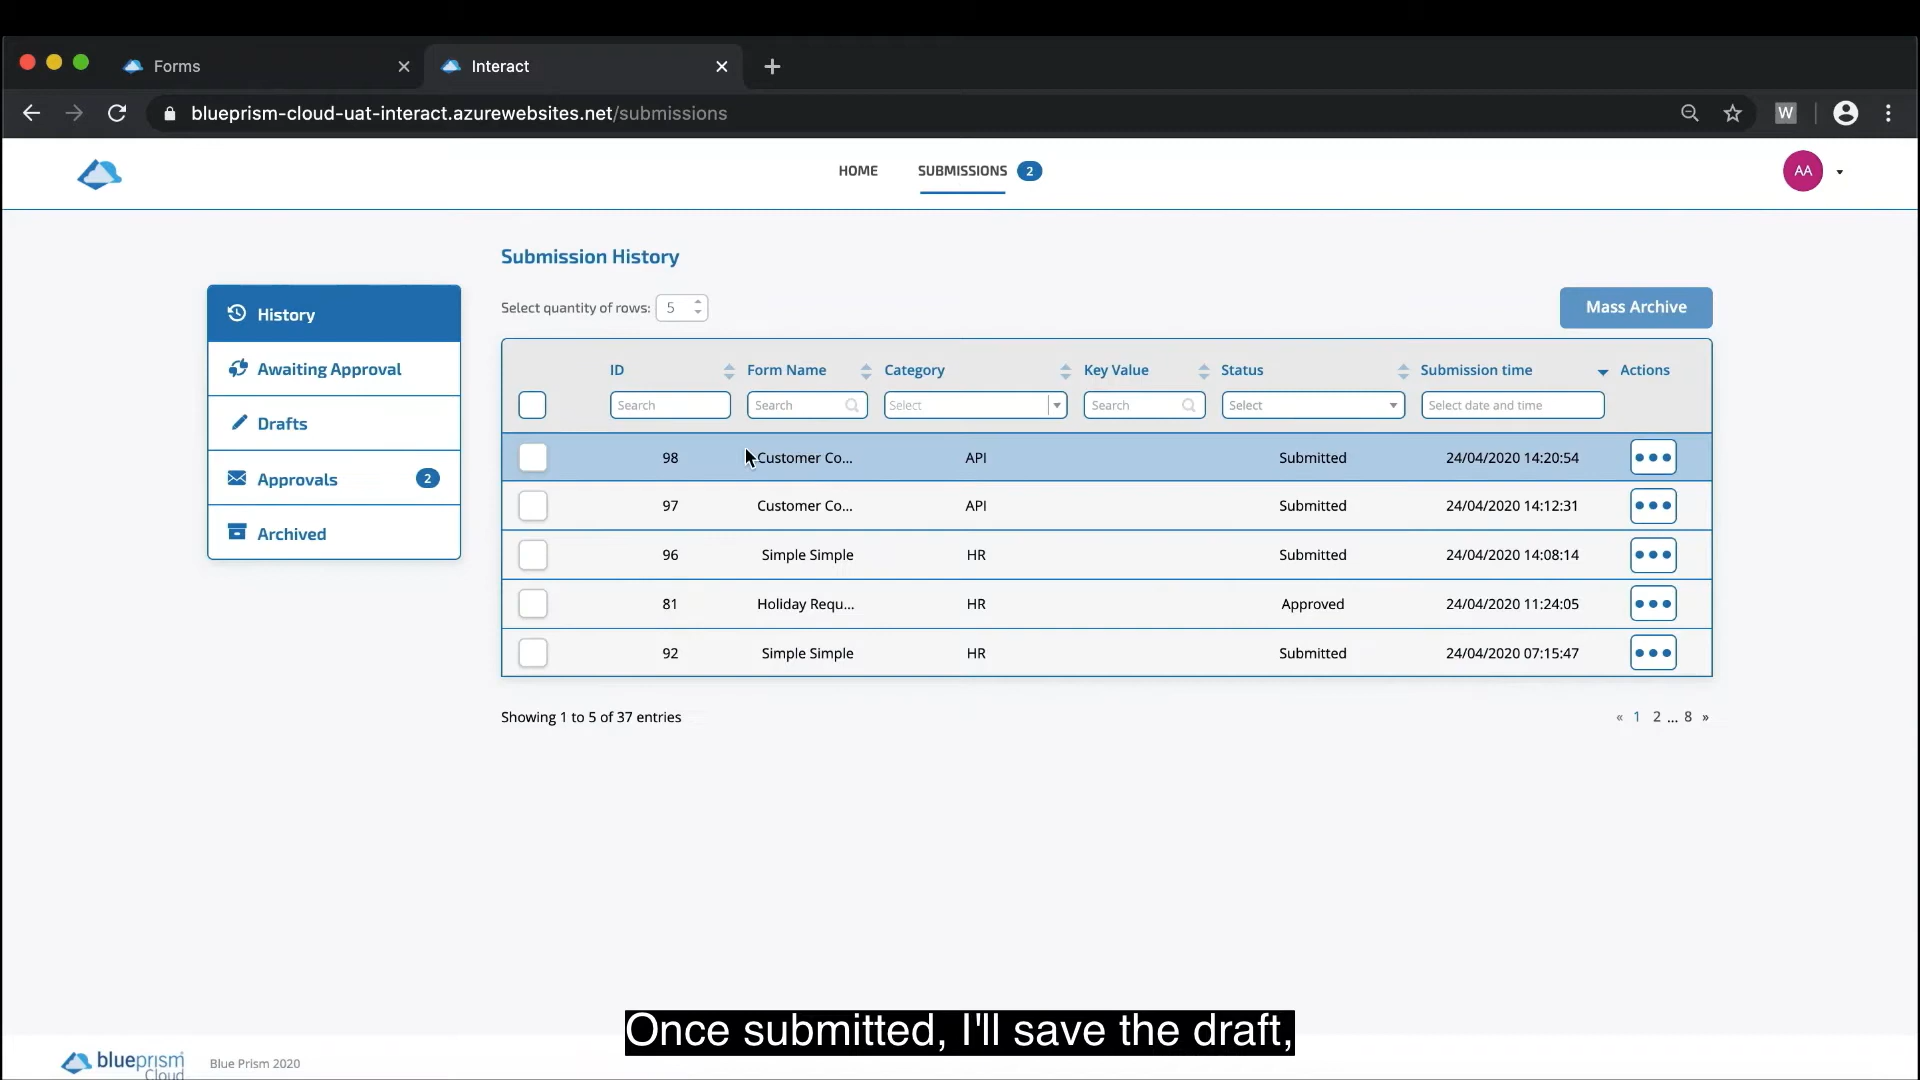 Forms
Interact
blueprism-cloud-uat-interact.azurewebsites.net/submissions
W
HOME
SUBMISSIONS 2
AA
Submission History
Select quantity of rows: 5
Mass Archive
History
Awaiting Approval
Drafts
Approvals 2
Archived
ID Form Name Category Key Value Status Submission time Actions
Search Search Select Search Select Select date and time
98 Customer Co... API Submitted 24/04/2020 14:20:54
97 Customer Co... API Submitted 24/04/2020 14:12:31
96 Simple Simple HR Submitted 24/04/2020 14:08:14
81 Holiday Requ... HR Approved 24/04/2020 11:24:05
92 Simple Simple HR Submitted 24/04/2020 07:15:47
Showing 1 to 5 of 37 entries
« 1 2 ... 8 »
Once submitted, I'll save the draft,
blueprism
Cloud
Blue Prism 2020